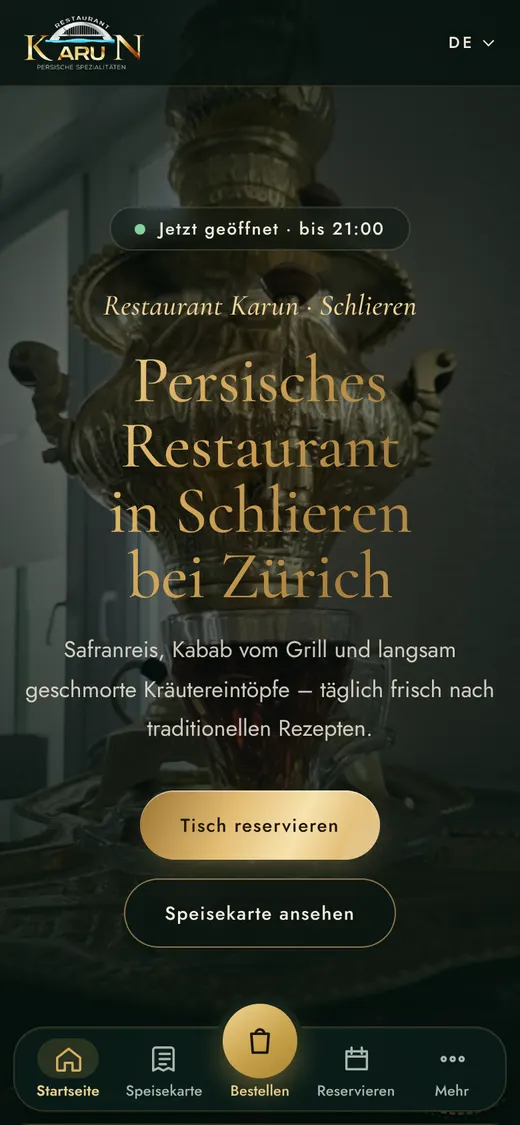 RESTAURANT
KARUN
PERSISCHE SPEZIALITÄTEN
DE
Jetzt geöffnet · bis 21:00
Restaurant Karun · Schlieren
Persisches
Restaurant
in Schlieren
bei Zürich
Safranreis, Kabab vom Grill und langsam
geschmorte Kräutereintöpfe – täglich frisch nach
traditionellen Rezepten.
Tisch reservieren
Speisekarte ansehen
Startseite
Speisekarte
Bestellen
Reservieren
Mehr